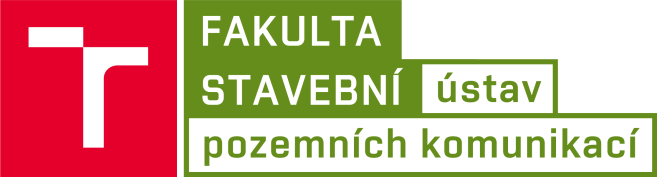 FAKULTA
STAVEBNÍ ústav
pozemních komunikací